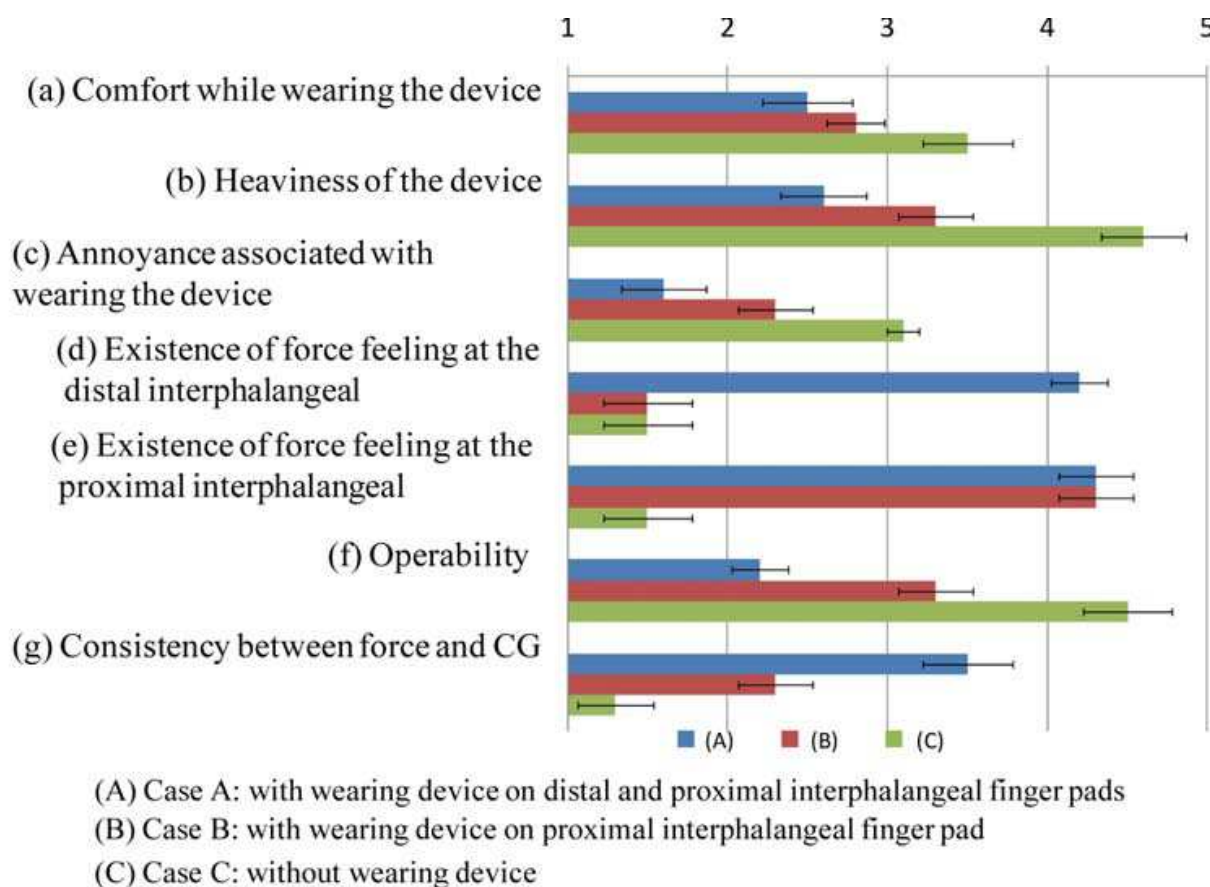 1 2 3 4 5
(a) Comfort while wearing the device
(b) Heaviness of the device
(c) Annoyance associated with
wearing the device
(d) Existence of force feeling at the
distal interphalangeal
(e) Existence of force feeling at the
proximal interphalangeal
(f) Operability
(g) Consistency between force and CG
(A) (B) (C)
(A) Case A: with wearing device on distal and proximal interphalangeal finger pads
(B) Case B: with wearing device on proximal interphalangeal finger pad
(C) Case C: without wearing device